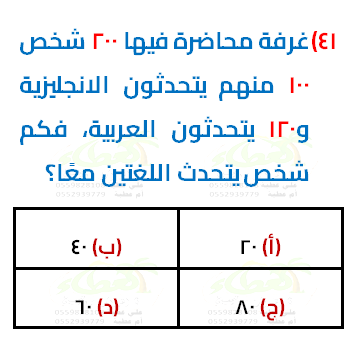 ٤١) غرفة محاضرة فيها ٢٠٠ شخص
١٠٠ منهم يتحدثون الانجليزية
و١٢٠ يتحدثون العربية، فكم
شخص يتحدث اللغتين معًا؟
(أ) ٢٠
(ب) ٤٠
(ج) ٨٠
(د) ٦٠